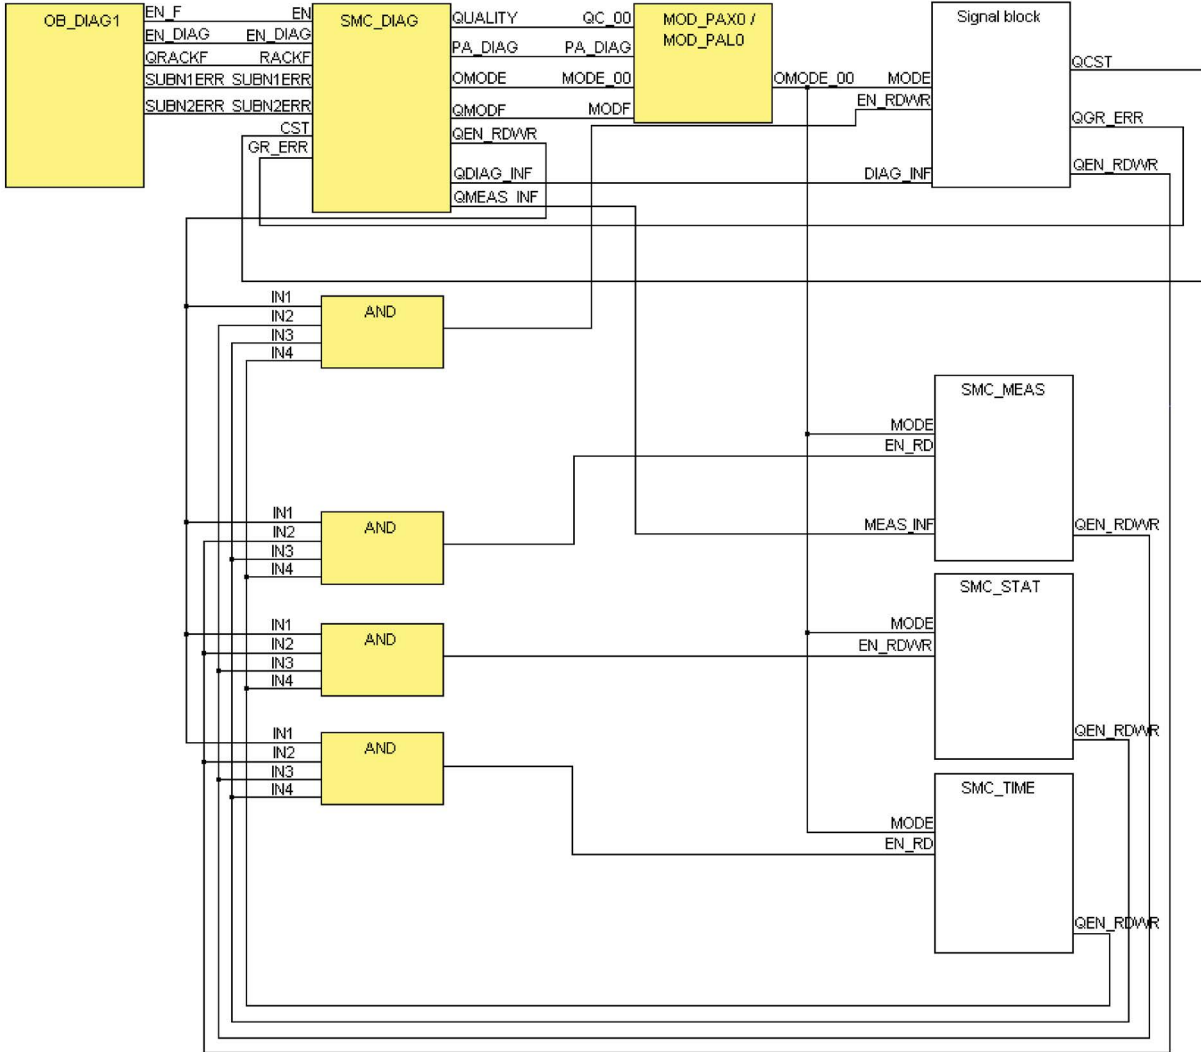 OB_DIAG1
EN_F
EN_DIAG
QRACKF
SUBN1ERR
SUBN2ERR
EN
EN_DIAG
RACKF
SUBN1ERR
SUBN2ERR
CST
GR_ERR
SMC_DIAG
QUALITY
PA_DIAG
OMODE
QMODF
QEN_RDWR
QDIAG_INF
QMEAS_INF
QC_00
PA_DIAG
MODE_00
MODF
MOD_PAX0 /
MOD_PAL0
OMODE_00
MODE
EN_RDWR
DIAG_INF
Signal block
QCST
QGR_ERR
QEN_RDWR
IN1
IN2
IN3
IN4
AND
SMC_MEAS
MODE
EN_RD
MEAS_INF
QEN_RDWR
IN1
IN2
IN3
IN4
AND
SMC_STAT
MODE
EN_RDWR
QEN_RDWR
IN1
IN2
IN3
IN4
AND
IN1
IN2
IN3
IN4
AND
SMC_TIME
MODE
EN_RD
QEN_RDWR